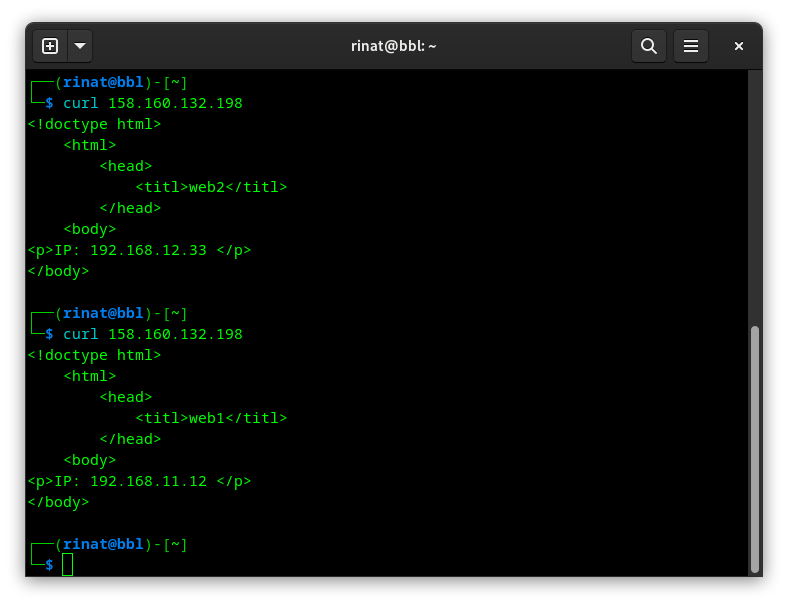 rinat@bbl: ~
┌──(rinat@bbl)-[~]
└─$ curl 158.160.132.198
<!doctype html>
    <html>
        <head>
            <titl>web2</titl>
        </head>
    <body>
<p>IP: 192.168.12.33 </p>
</body>
┌──(rinat@bbl)-[~]
└─$ curl 158.160.132.198
<!doctype html>
    <html>
        <head>
            <titl>web1</titl>
        </head>
    <body>
<p>IP: 192.168.11.12 </p>
</body>
┌──(rinat@bbl)-[~]
└─$